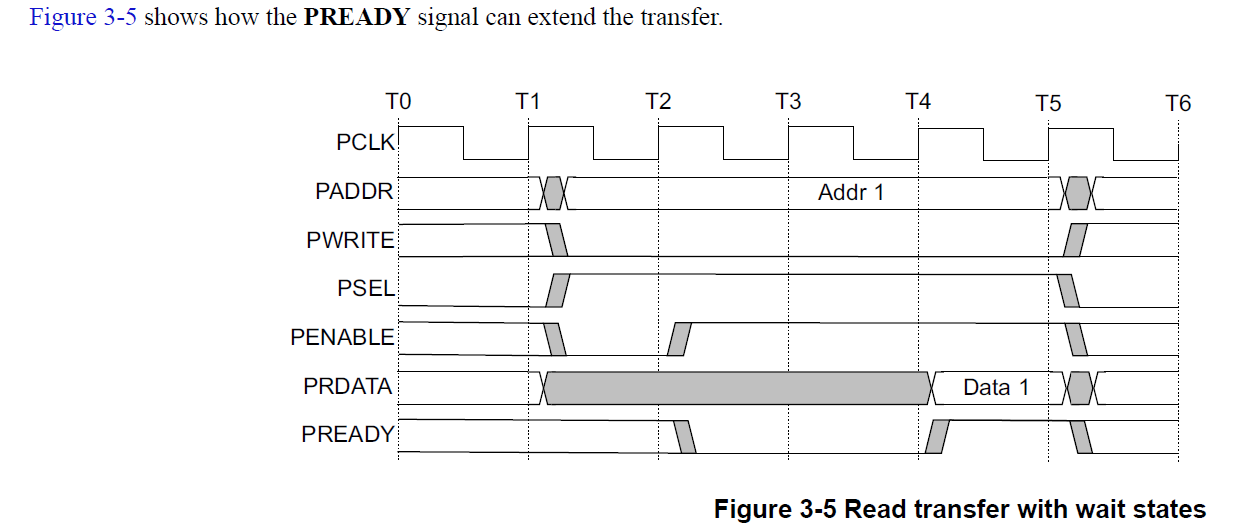 Figure 3-5 shows how the PREADY signal can extend the transfer.
T0 T1 T2 T3 T4 T5 T6
PCLK
PADDR Addr 1
PWRITE
PSEL
PENABLE
PRDATA Data 1
PREADY
Figure 3-5 Read transfer with wait states